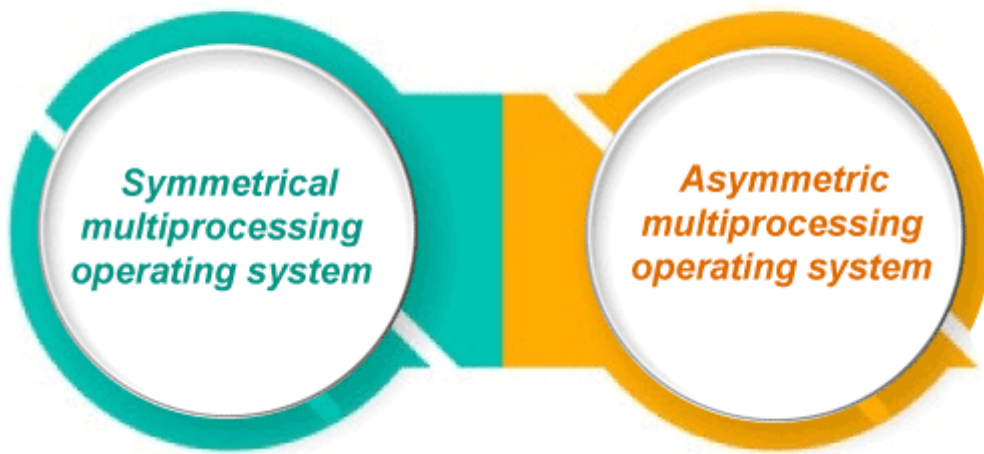 Symmetrical
multiprocessing
operating system
Asymmetric
multiprocessing
operating system